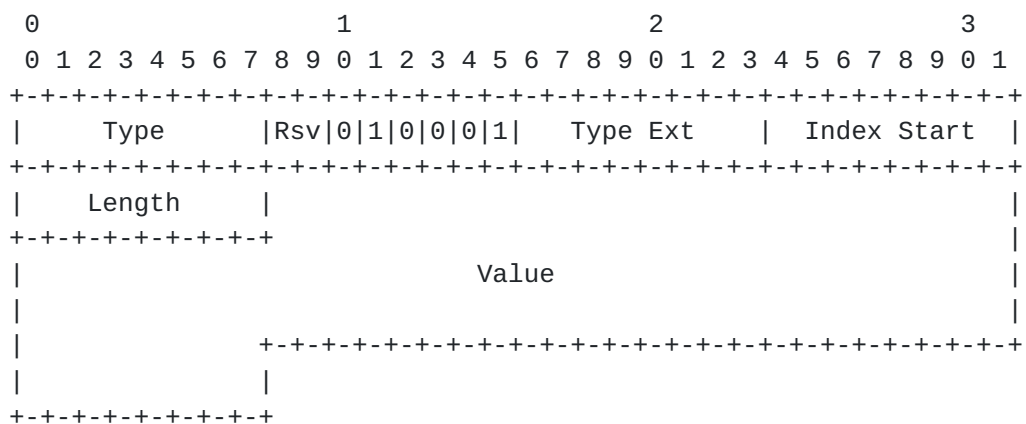 0                   1                   2                   3
 0 1 2 3 4 5 6 7 8 9 0 1 2 3 4 5 6 7 8 9 0 1 2 3 4 5 6 7 8 9 0 1
+-+-+-+-+-+-+-+-+-+-+-+-+-+-+-+-+-+-+-+-+-+-+-+-+-+-+-+-+-+-+-+-+
|     Type      |Rsv|0|1|0|0|0|1|   Type Ext    |  Index Start  |
+-+-+-+-+-+-+-+-+-+-+-+-+-+-+-+-+-+-+-+-+-+-+-+-+-+-+-+-+-+-+-+-+
|    Length     |                                               |
+-+-+-+-+-+-+-+-+                                               |
|                             Value                             |
|                                                               |
|               +-+-+-+-+-+-+-+-+-+-+-+-+-+-+-+-+-+-+-+-+-+-+-+-+
|               |
+-+-+-+-+-+-+-+-+